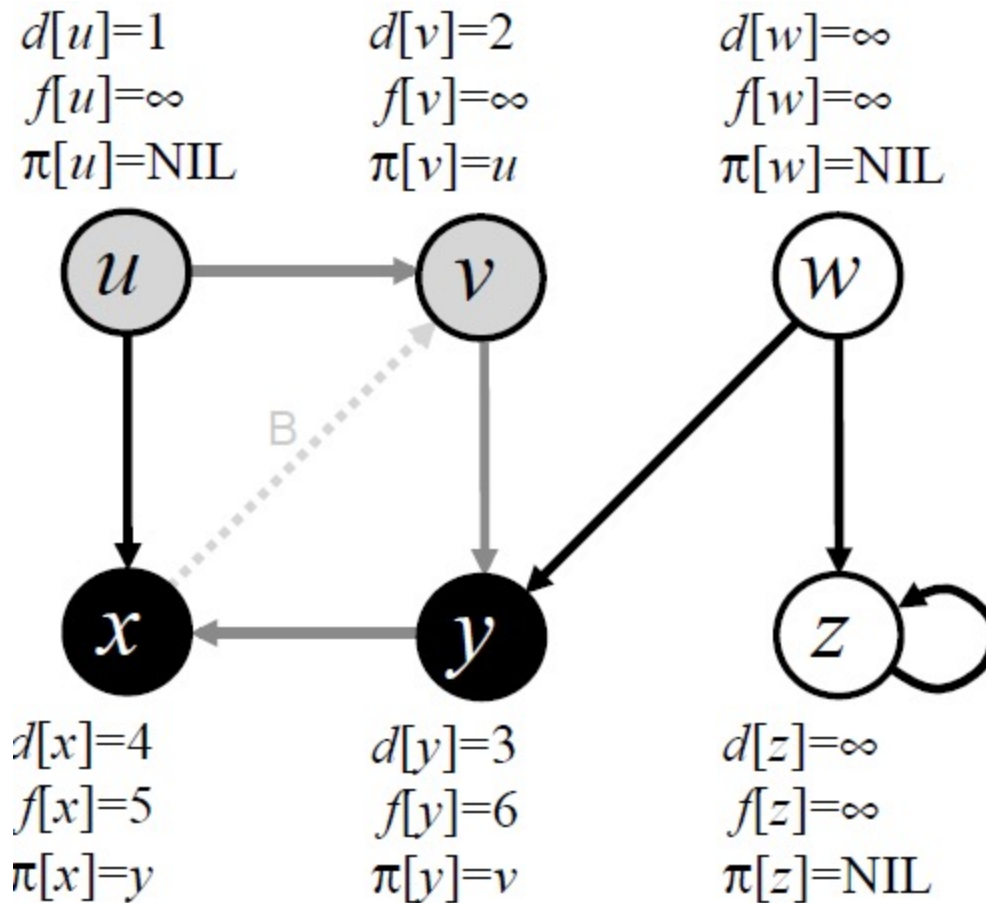 d[u]=1 d[v]=2 d[w]=∞
f[u]=∞ f[v]=∞ f[w]=∞
π[u]=NIL π[v]=u π[w]=NIL
u v w
B
x y z
d[x]=4 d[y]=3 d[z]=∞
f[x]=5 f[y]=6 f[z]=∞
π[x]=y π[y]=v π[z]=NIL